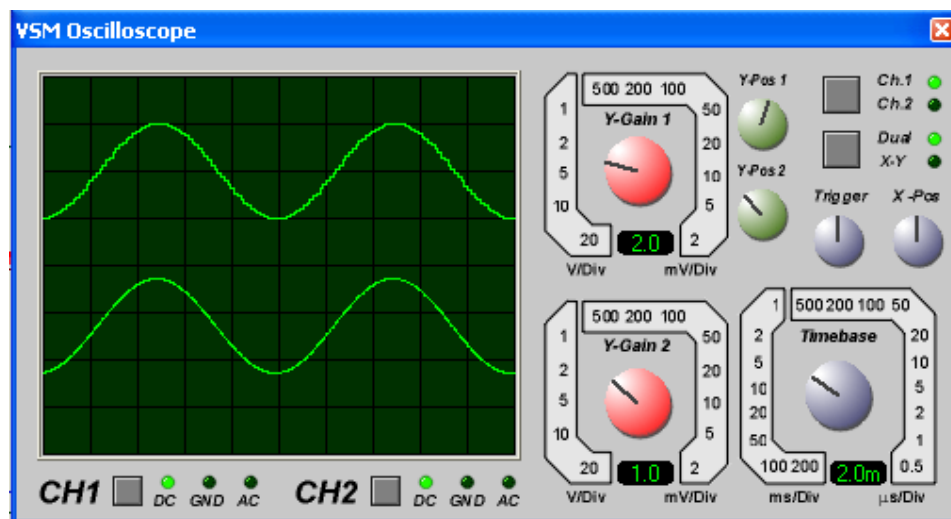 VSM Oscilloscope
500 200 100
1
2
5
10
20
50
20
10
5
2
Y-Gain 1
2.0
V/Div
mV/Div
Y-Pos 1
Y-Pos 2
Ch.1
Ch.2
Dual
X-Y
Trigger
X-Pos
500 200 100
1
2
5
10
20
50
20
10
5
2
Y-Gain 2
1.0
V/Div
mV/Div
1
500 200 100 50
2
5
10
20
50
100 200
20
10
5
2
1
0.5
Timebase
2.0m
ms/Div
µs/Div
CH1
DC GND AC
CH2
DC GND AC